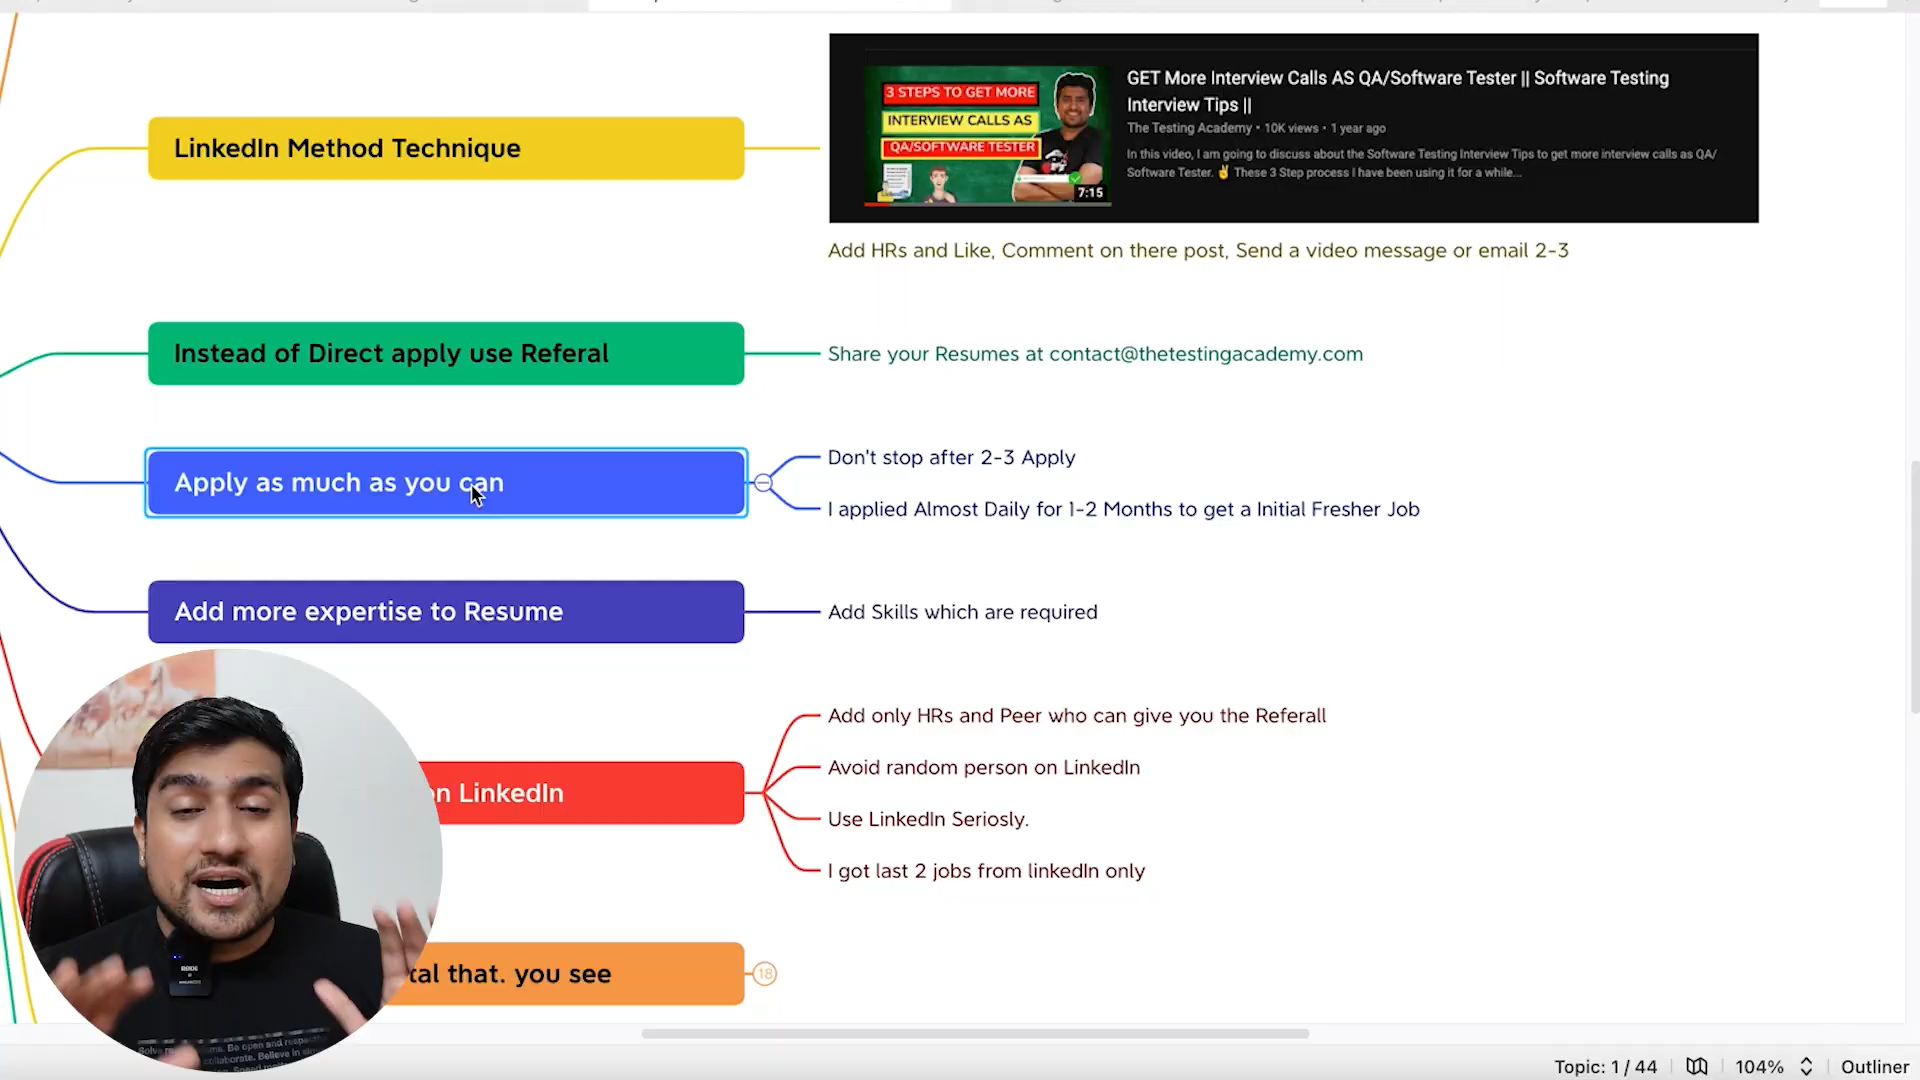 LinkedIn Method Technique
3 STEPS TO GET MORE
INTERVIEW CALLS AS
QA/SOFTWARE TESTER
7:15
GET More Interview Calls AS QA/Software Tester || Software Testing
Interview Tips ||
The Testing Academy • 10K views • 1 year ago
In this video, I am going to discuss about the Software Testing Interview Tips to get more interview calls as QA/
Software Tester. ✌ These 3 Step process I have been using it for a while...
Add HRs and Like, Comment on there post, Send a video message or email 2-3
Instead of Direct apply use Referal
Share your Resumes at contact@thetestingacademy.com
Apply as much as you can
Don't stop after 2-3 Apply
I applied Almost Daily for 1-2 Months to get a Initial Fresher Job
Add more expertise to Resume
Add Skills which are required
on LinkedIn
Add only HRs and Peer who can give you the Referall
Avoid random person on LinkedIn
Use LinkedIn Seriosly.
I got last 2 jobs from linkedIn only
tal that. you see
18
RØDE
Be open and
collaborate. Believe in
Topic: 1 / 44
104%
Outliner